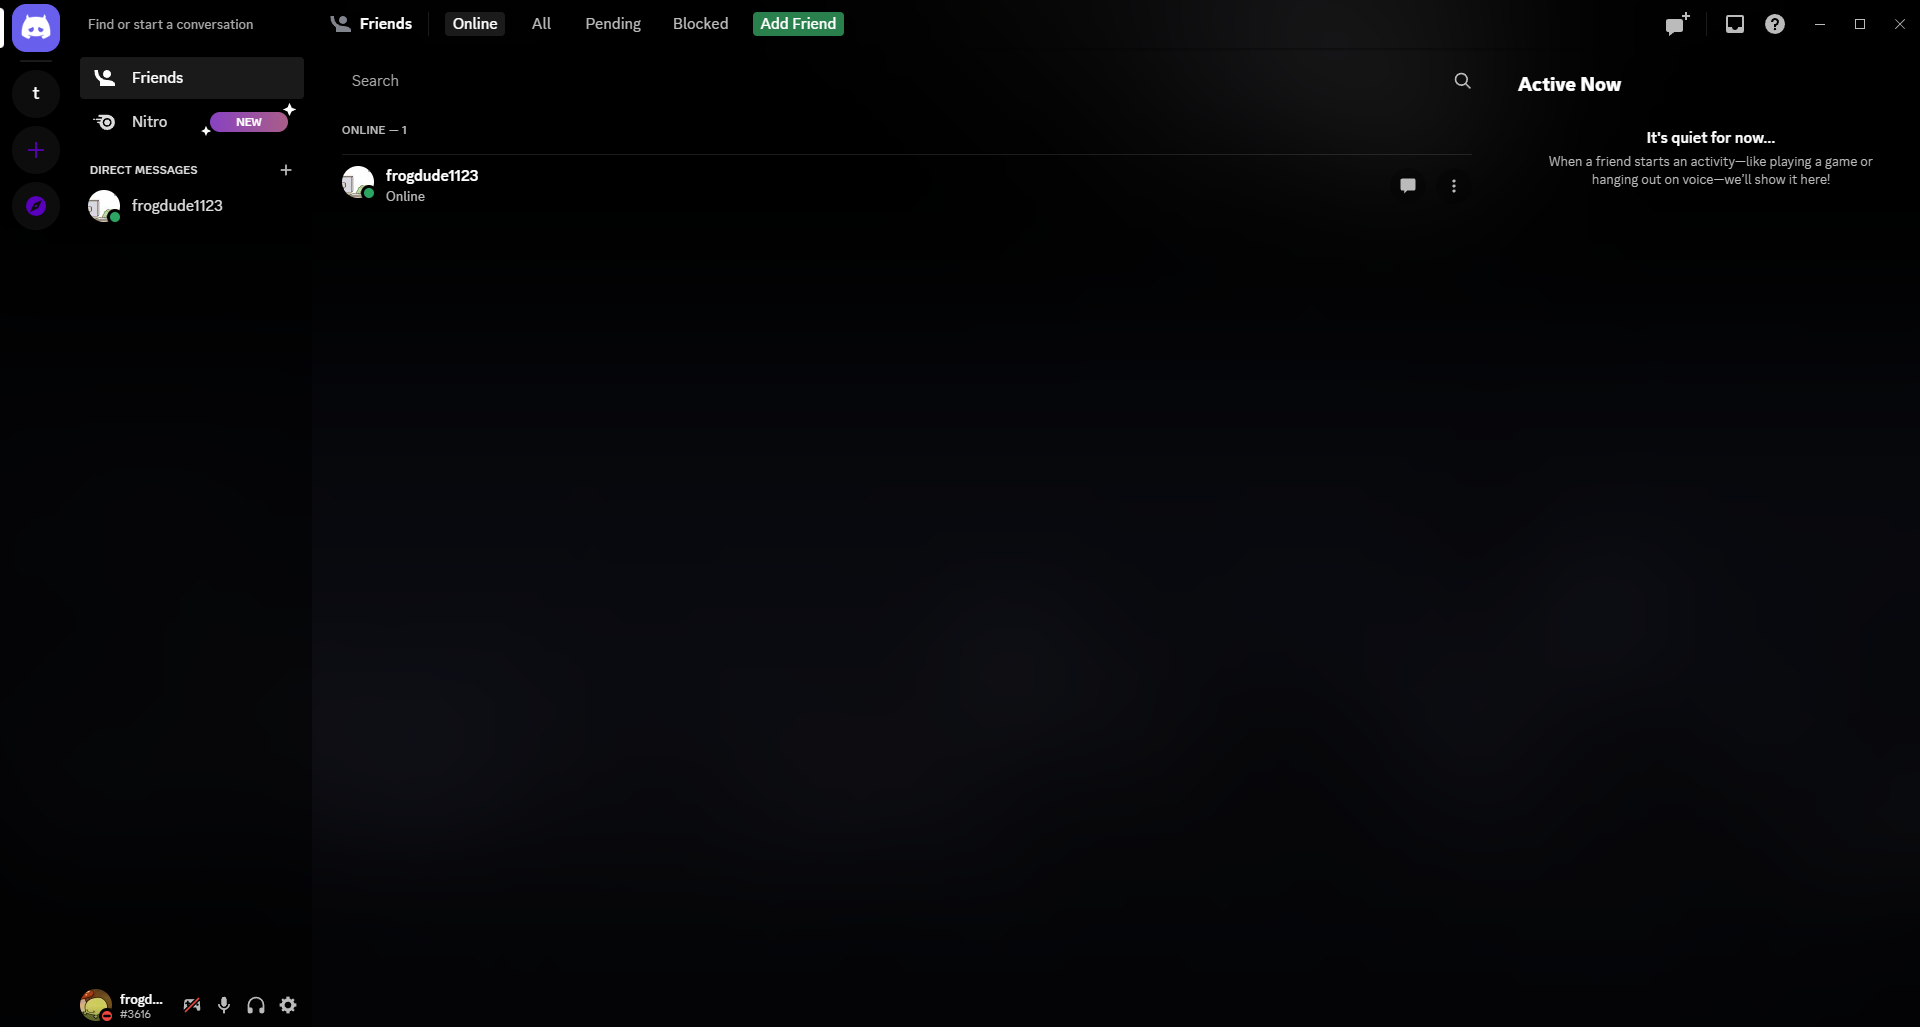 Find or start a conversation
Friends
Online
All
Pending
Blocked
Add Friend
t
Friends
Nitro
NEW
DIRECT MESSAGES
frogdude1123
Search
ONLINE — 1
frogdude1123
Online
Active Now
It's quiet for now...
When a friend starts an activity—like playing a game or
hanging out on voice—we'll show it here!
frogd...
#3616